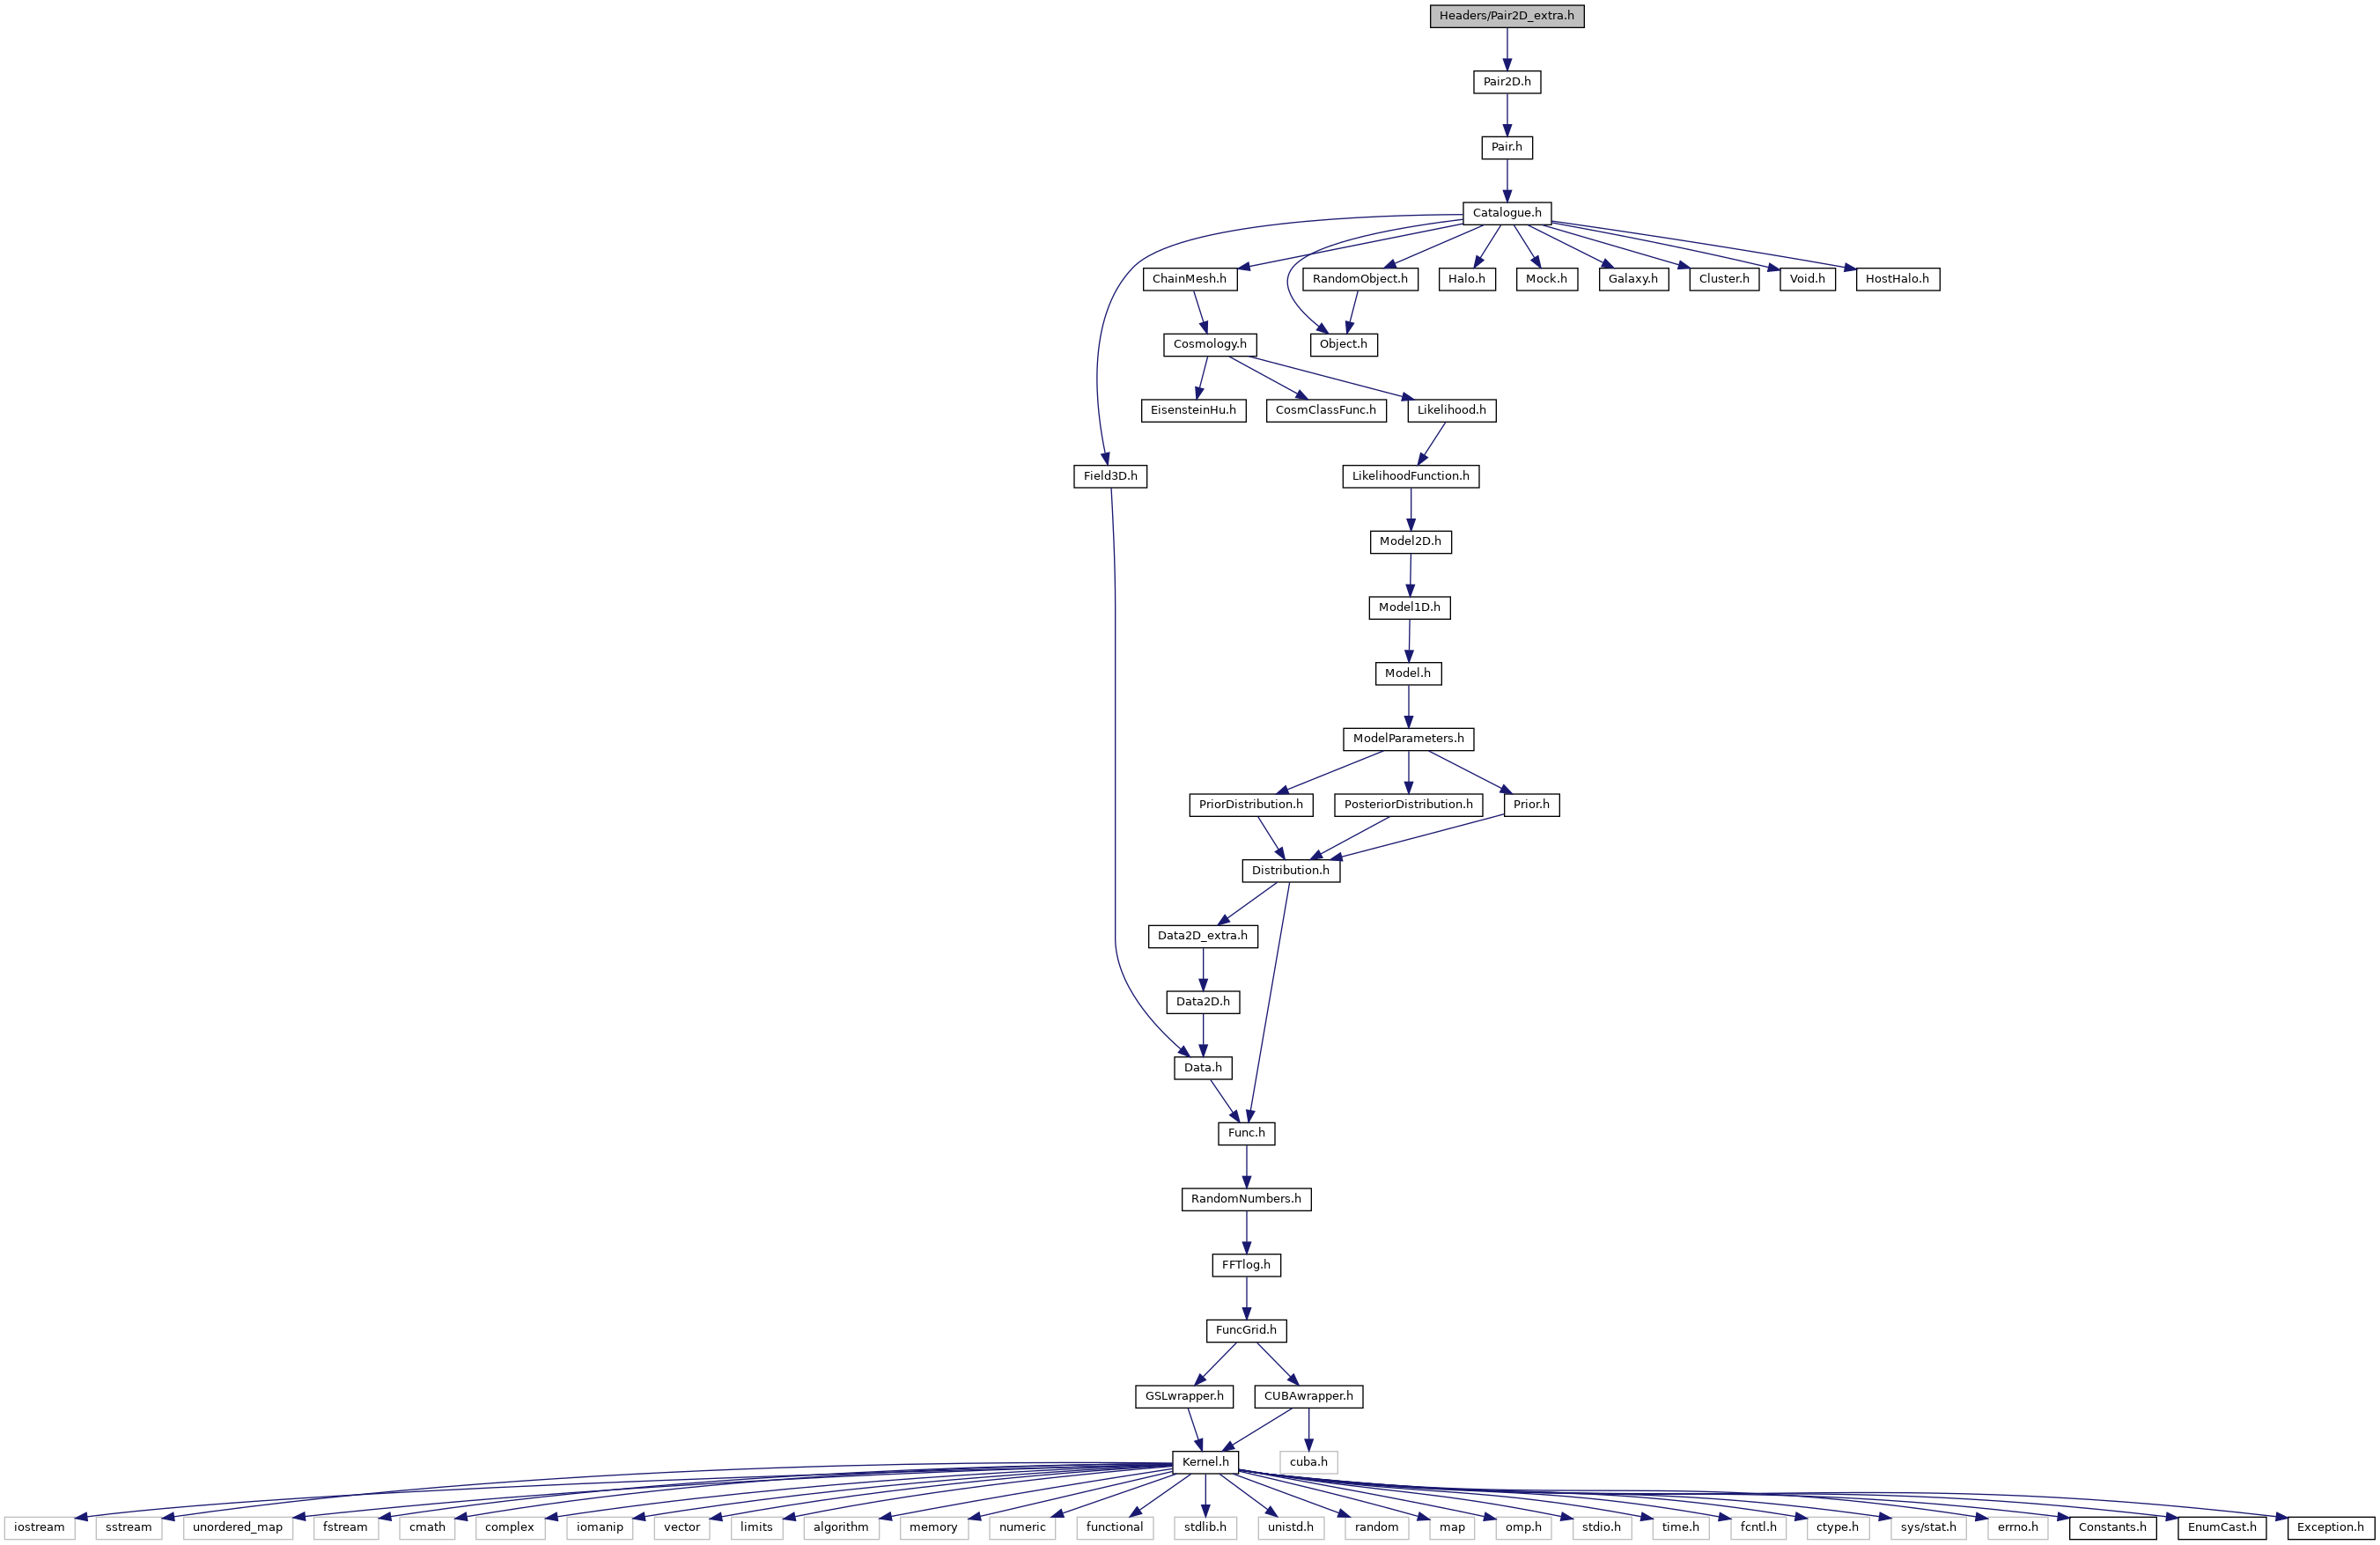 Headers/Pair2D_extra.h
Pair2D.h
Pair.h
Catalogue.h
ChainMesh.h
RandomObject.h
Halo.h
Mock.h
Galaxy.h
Cluster.h
Void.h
HostHalo.h
Cosmology.h
Object.h
EisensteinHu.h
CosmClassFunc.h
Likelihood.h
Field3D.h
LikelihoodFunction.h
Model2D.h
Model1D.h
Model.h
ModelParameters.h
PriorDistribution.h
PosteriorDistribution.h
Prior.h
Distribution.h
Data2D_extra.h
Data2D.h
Data.h
Func.h
RandomNumbers.h
FFTlog.h
FuncGrid.h
GSLwrapper.h
CUBAwrapper.h
Kernel.h
cuba.h
iostream
sstream
unordered_map
fstream
cmath
complex
iomanip
vector
limits
algorithm
memory
numeric
functional
stdlib.h
unistd.h
random
map
omp.h
stdio.h
time.h
fcntl.h
ctype.h
sys/stat.h
errno.h
Constants.h
EnumCast.h
Exception.h